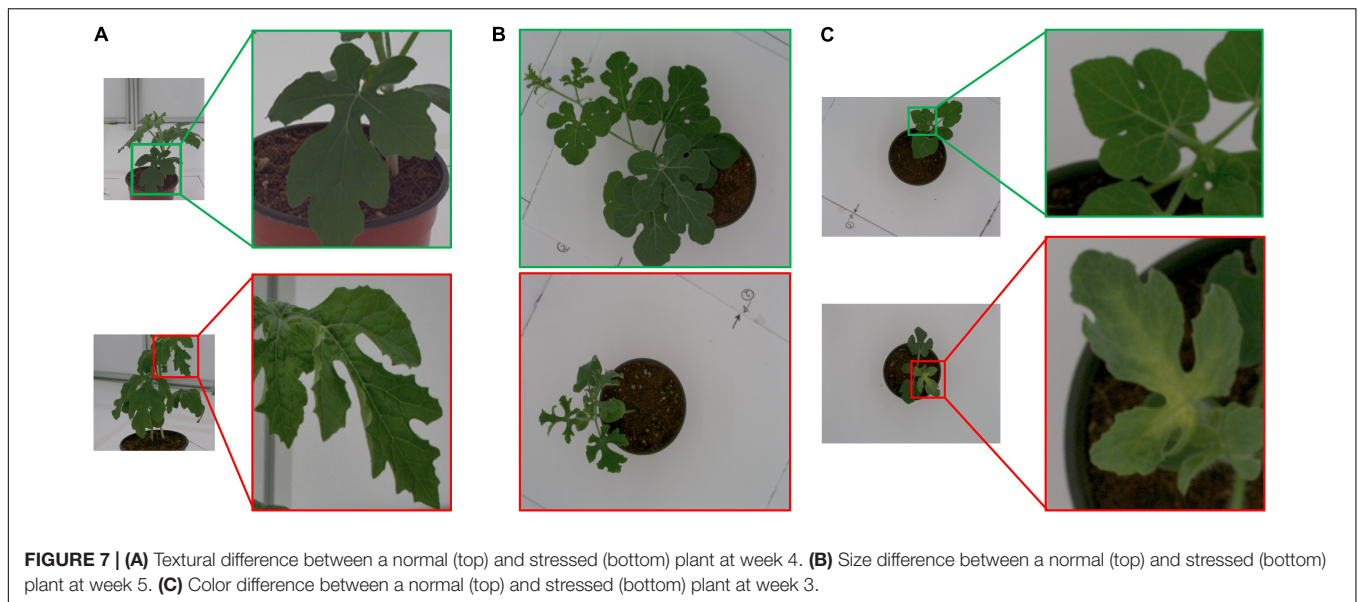 A
B
C
FIGURE 7 | (A) Textural difference between a normal (top) and stressed (bottom) plant at week 4. (B) Size difference between a normal (top) and stressed (bottom)
plant at week 5. (C) Color difference between a normal (top) and stressed (bottom) plant at week 3.